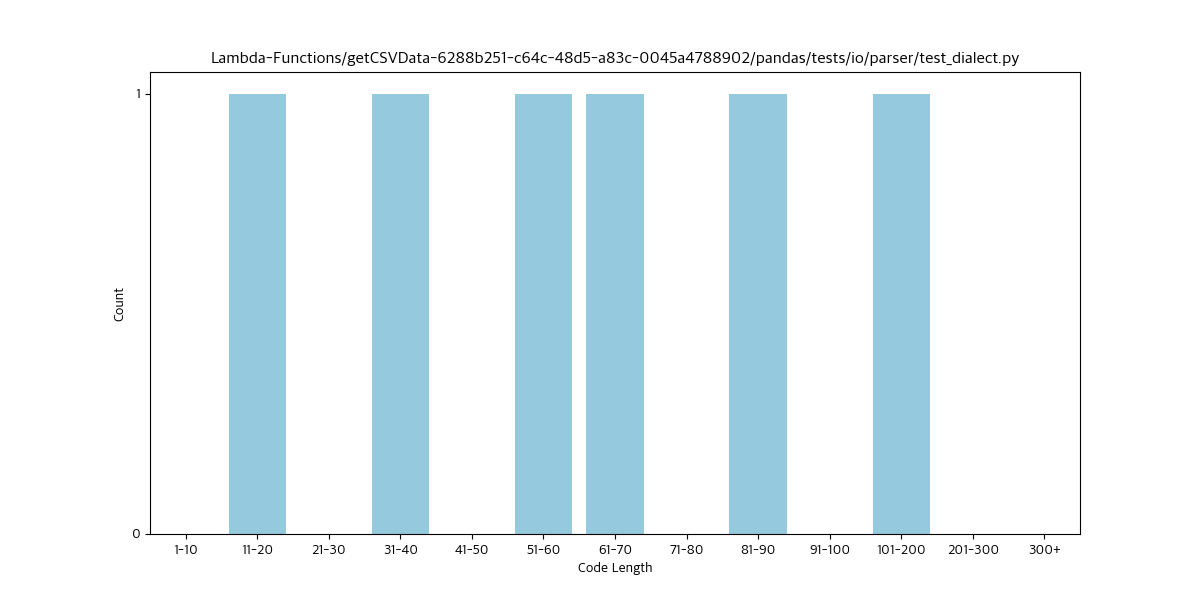 Lambda-Functions/getCSVData-6288b251-c64c-48d5-a83c-0045a4788902/pandas/tests/io/parser/test_dialect.py
1
Count
0
1-10 11-20 21-30 31-40 41-50 51-60 61-70 71-80 81-90 91-100 101-200 201-300 300+
Code Length